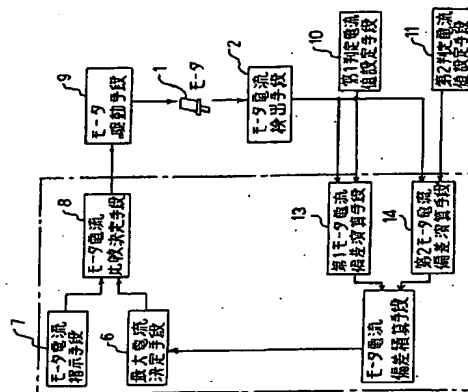 7
モータ電流
指示手段
6
最大電流
決定手段
8
モータ電流
比較決定手段
9
モータ
駆動手段
1
モータ
2
モータ電流
検出手段
10
第1判定電流
値設定手段
11
第2判定電流
値設定手段
13
第1モータ電流
偏差演算手段
14
第2モータ電流
偏差演算手段
モータ電流
偏差積算手段